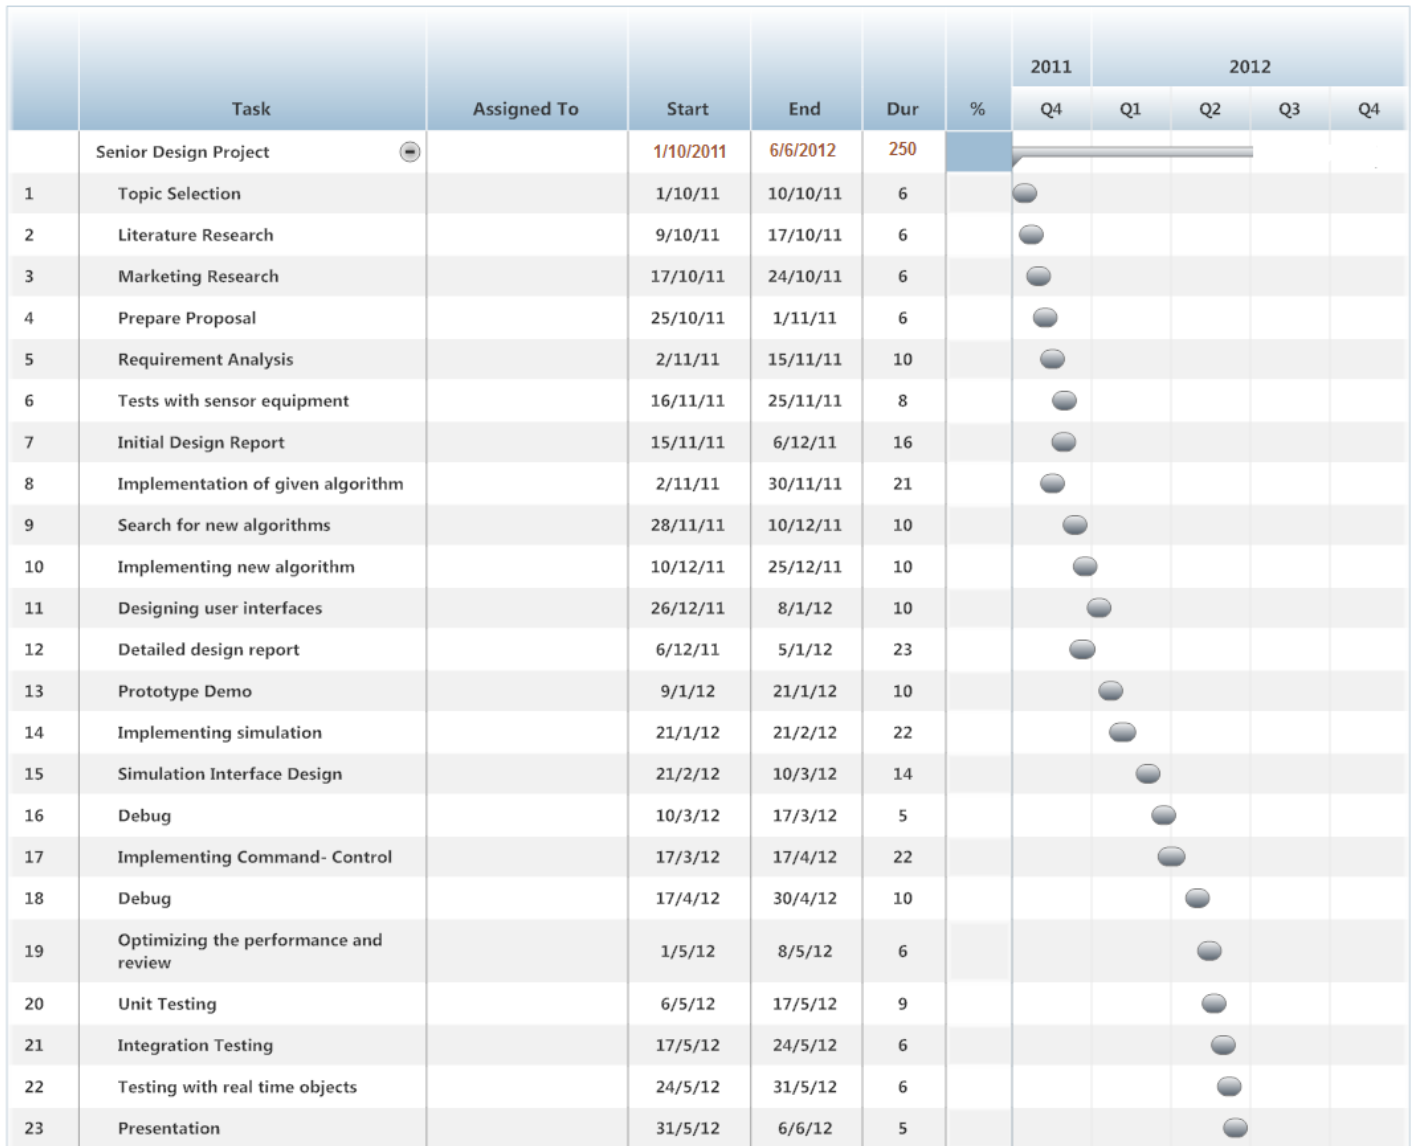 2011 2012
Task Assigned To Start End Dur % Q4 Q1 Q2 Q3 Q4
Senior Design Project 1/10/2011 6/6/2012 250
1 Topic Selection 1/10/11 10/10/11 6
2 Literature Research 9/10/11 17/10/11 6
3 Marketing Research 17/10/11 24/10/11 6
4 Prepare Proposal 25/10/11 1/11/11 6
5 Requirement Analysis 2/11/11 15/11/11 10
6 Tests with sensor equipment 16/11/11 25/11/11 8
7 Initial Design Report 15/11/11 6/12/11 16
8 Implementation of given algorithm 2/11/11 30/11/11 21
9 Search for new algorithms 28/11/11 10/12/11 10
10 Implementing new algorithm 10/12/11 25/12/11 10
11 Designing user interfaces 26/12/11 8/1/12 10
12 Detailed design report 6/12/11 5/1/12 23
13 Prototype Demo 9/1/12 21/1/12 10
14 Implementing simulation 21/1/12 21/2/12 22
15 Simulation Interface Design 21/2/12 10/3/12 14
16 Debug 10/3/12 17/3/12 5
17 Implementing Command- Control 17/3/12 17/4/12 22
18 Debug 17/4/12 30/4/12 10
19 Optimizing the performance and
review 1/5/12 8/5/12 6
20 Unit Testing 6/5/12 17/5/12 9
21 Integration Testing 17/5/12 24/5/12 6
22 Testing with real time objects 24/5/12 31/5/12 6
23 Presentation 31/5/12 6/6/12 5